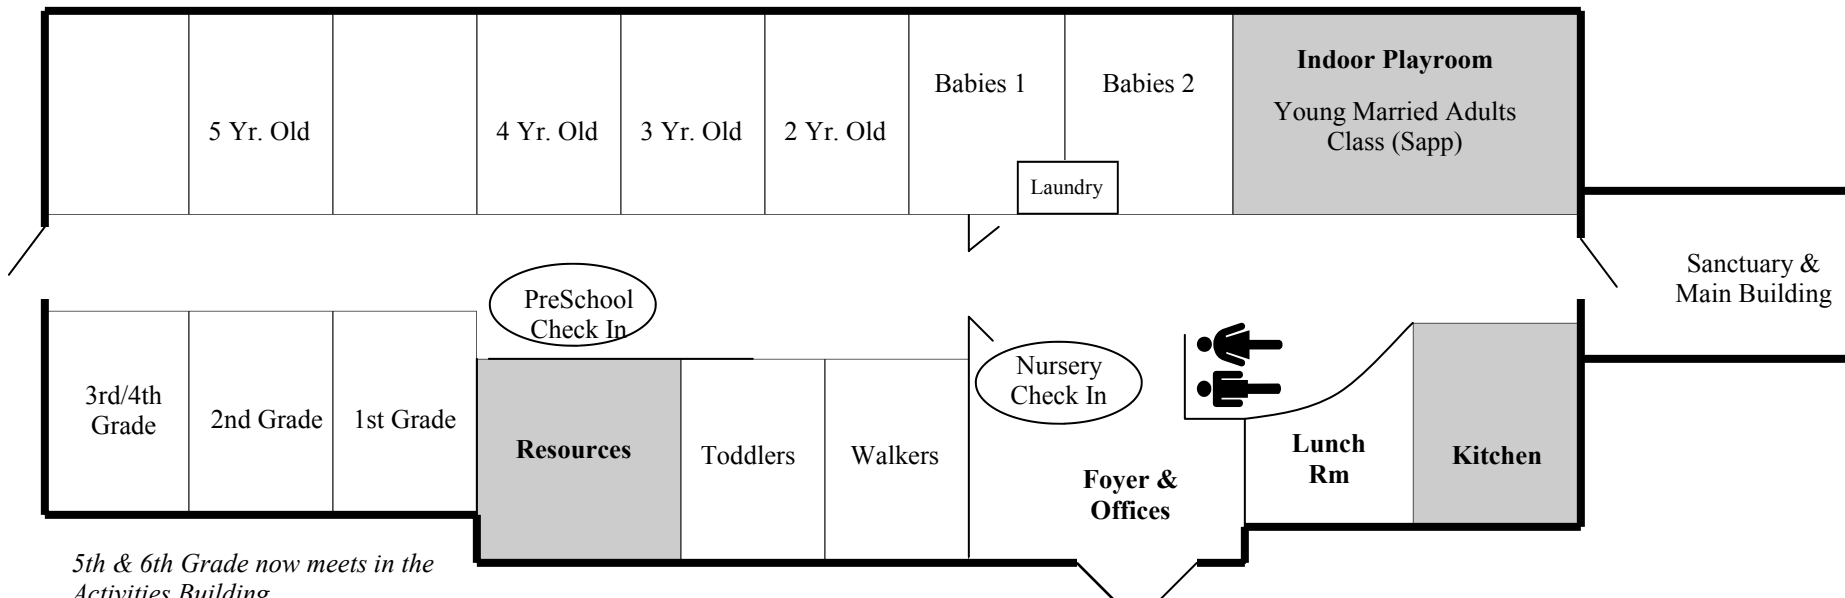 Indoor Playroom
Young Married Adults
Class (Sapp)
Babies 1
Babies 2
5 Yr. Old
4 Yr. Old
3 Yr. Old
2 Yr. Old
Laundry
Sanctuary &
Main Building
PreSchool
Check In
Nursery
Check In
3rd/4th
Grade
2nd Grade
1st Grade
Resources
Toddlers
Walkers
Foyer &
Offices
Lunch
Rm
Kitchen
5th & 6th Grade now meets in the
Activities Building